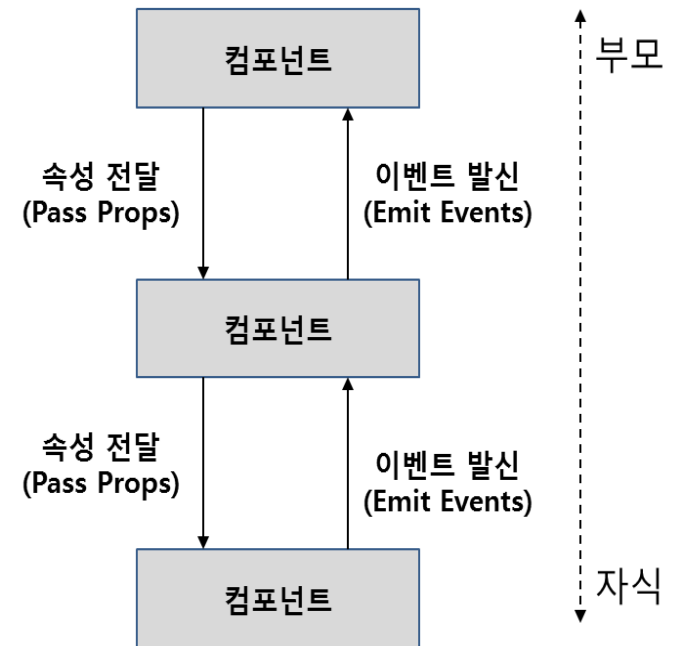 컴포넌트
부모
속성 전달
(Pass Props)
이벤트 발신
(Emit Events)
컴포넌트
속성 전달
(Pass Props)
이벤트 발신
(Emit Events)
컴포넌트
자식